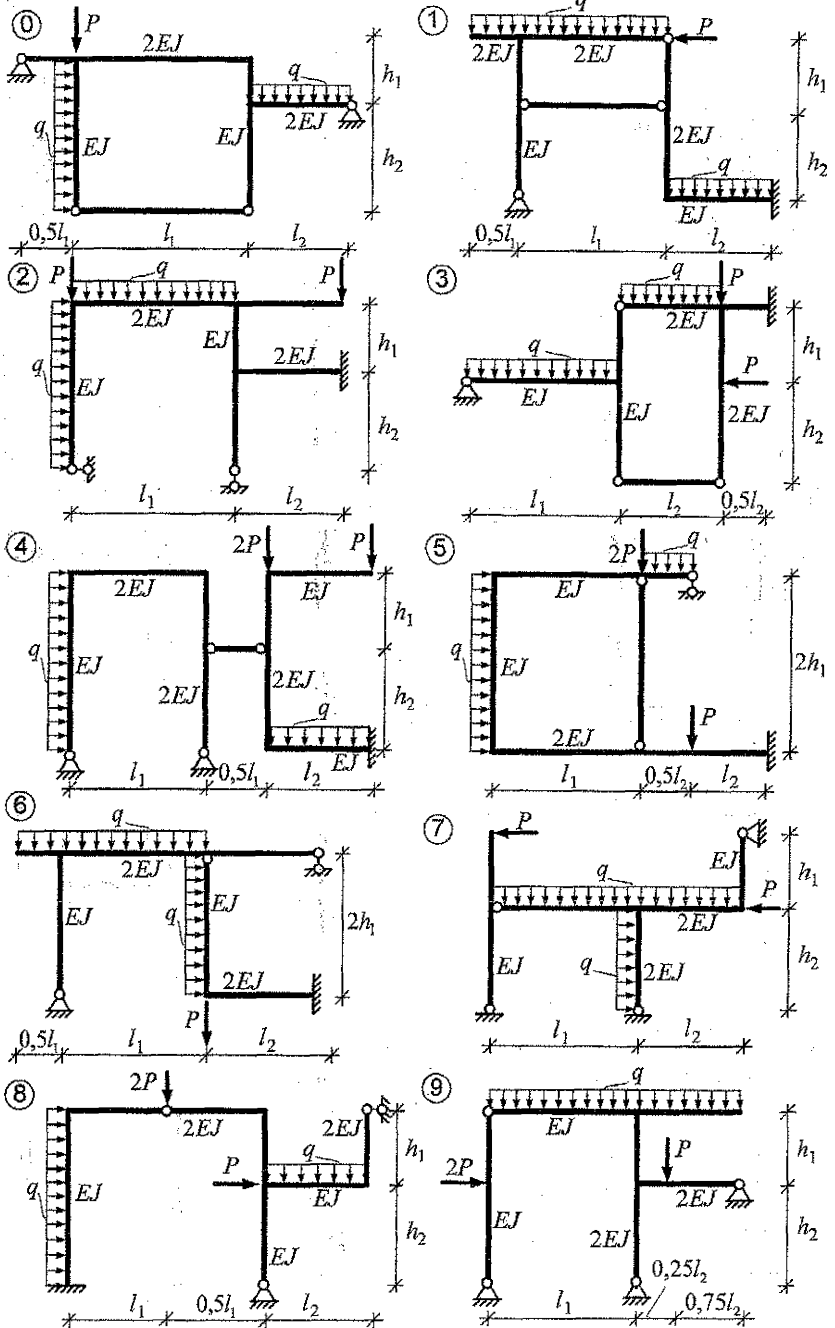 0
P
2EJ
q
EJ
EJ
q
2EJ
h₁
h₂
0,5l₁
l₁
l₂
1
q
P
2EJ
2EJ
2EJ
EJ
q
EJ
h₁
h₂
0,5l₁
l₁
l₂
2
P
q
P
2EJ
EJ
2EJ
q
EJ
h₁
h₂
l₁
l₂
3
q
P
2EJ
q
EJ
P
EJ
2EJ
h₁
h₂
l₁
l₂
0,5l₂
4
2P
P
2EJ
EJ
q
EJ
2EJ
2EJ
q
EJ
h₁
h₂
l₁
0,5l₁
l₂
5
2P
q
EJ
q
EJ
P
2EJ
2h₁
l₁
0,5l₂
l₂
6
q
2EJ
EJ
q
EJ
2EJ
P
2h₁
0,5l₁
l₁
l₂
7
P
EJ
q
P
2EJ
EJ
q
2EJ
h₁
h₂
l₁
l₂
8
2P
2EJ
2EJ
P
q
EJ
q
EJ
EJ
h₁
h₂
l₁
0,5l₁
l₂
9
q
EJ
P
2P
2EJ
EJ
2EJ
h₁
h₂
0,25l₂
l₁
0,75l₂